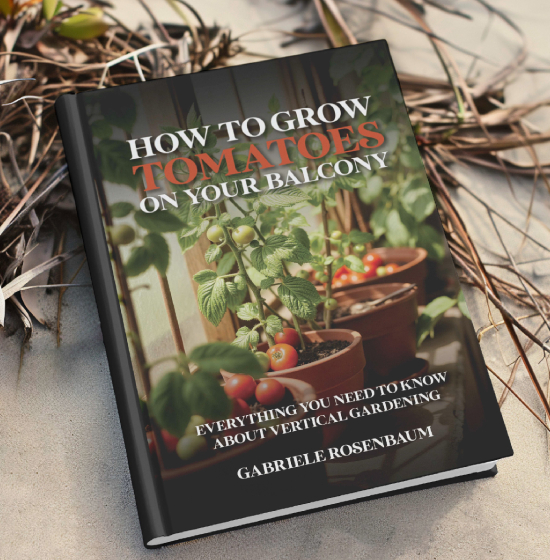 HOW TO GROW
TOMATOES
ON YOUR BALCONY
EVERYTHING YOU NEED TO KNOW
ABOUT VERTICAL GARDENING
GABRIELE ROSENBAUM